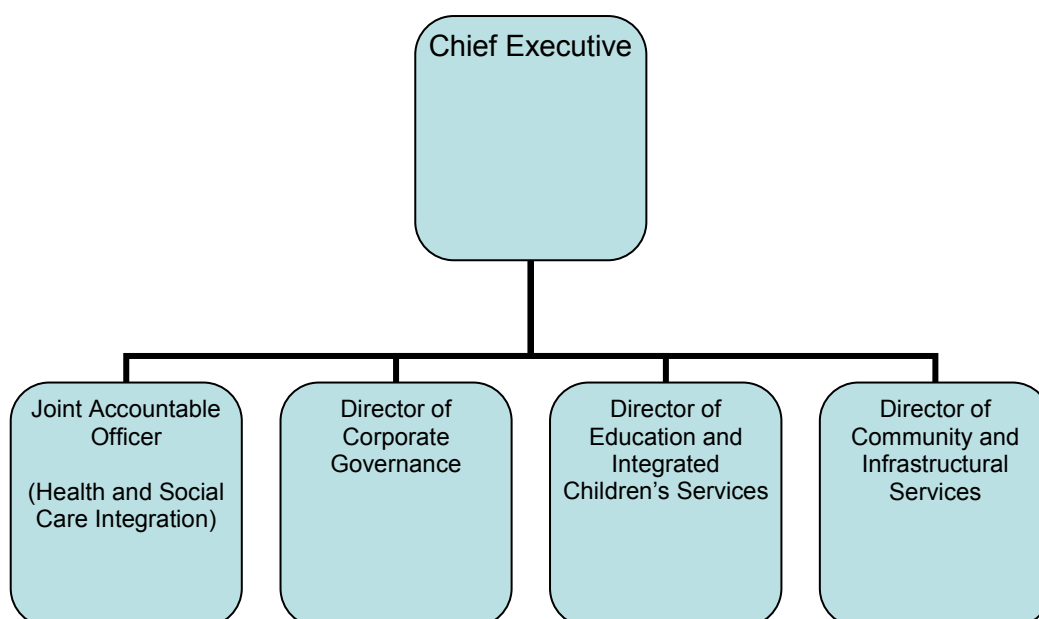 Chief Executive
Joint Accountable
Officer
(Health and Social
Care Integration)
Director of
Corporate
Governance
Director of
Education and
Integrated
Children’s Services
Director of
Community and
Infrastructural
Services